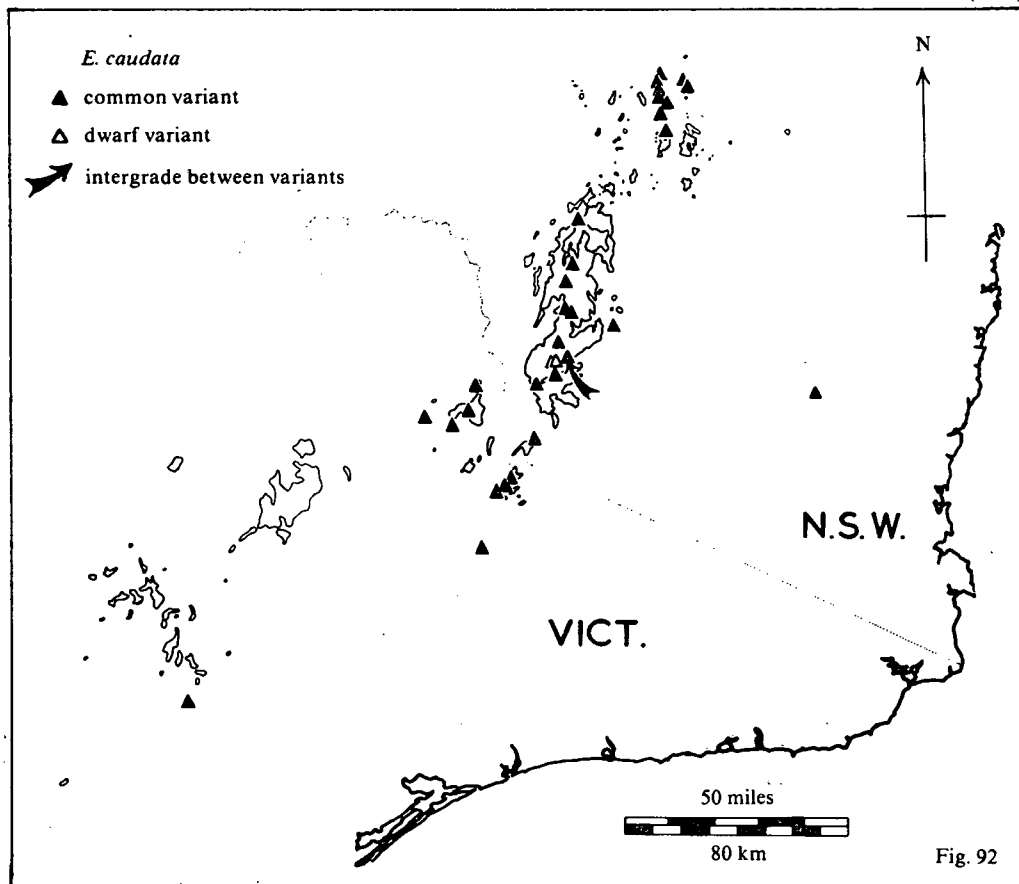 E. caudata
common variant
dwarf variant
intergrade between variants
N
N.S.W.
VICT.
50 miles
80 km
Fig. 92